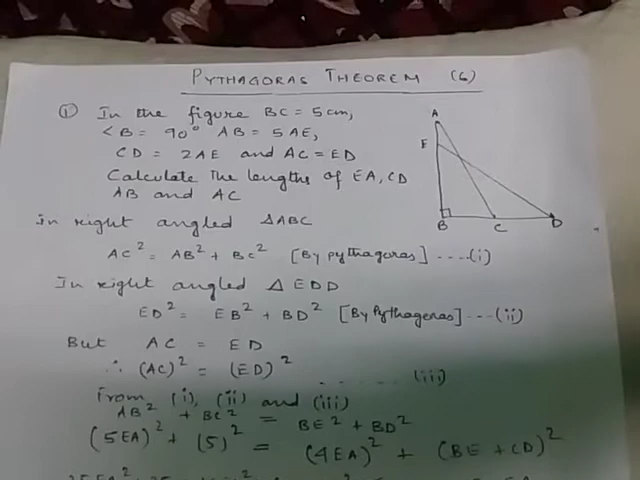 PYTHAGORAS THEOREM (6)
① In the figure BC = 5cm,
<B = 90° AB = 5AE,
CD = 2AE and AC = ED
Calculate the lengths of EA, CD
AB and AC
A
E
B C D
In right angled ΔABC
AC² = AB² + BC² [By pythagoras] ....(i)
In right angled Δ EDD
ED² = EB² + BD² [By Pythagoras] ---(ii)
But AC = ED
∴ (AC)² = (ED)² ...... (iii)
From (i), (ii) and (iii)
AB² + BC² = BE² + BD²
(5EA)² + (5)² = (4EA)² + (BE + CD)²